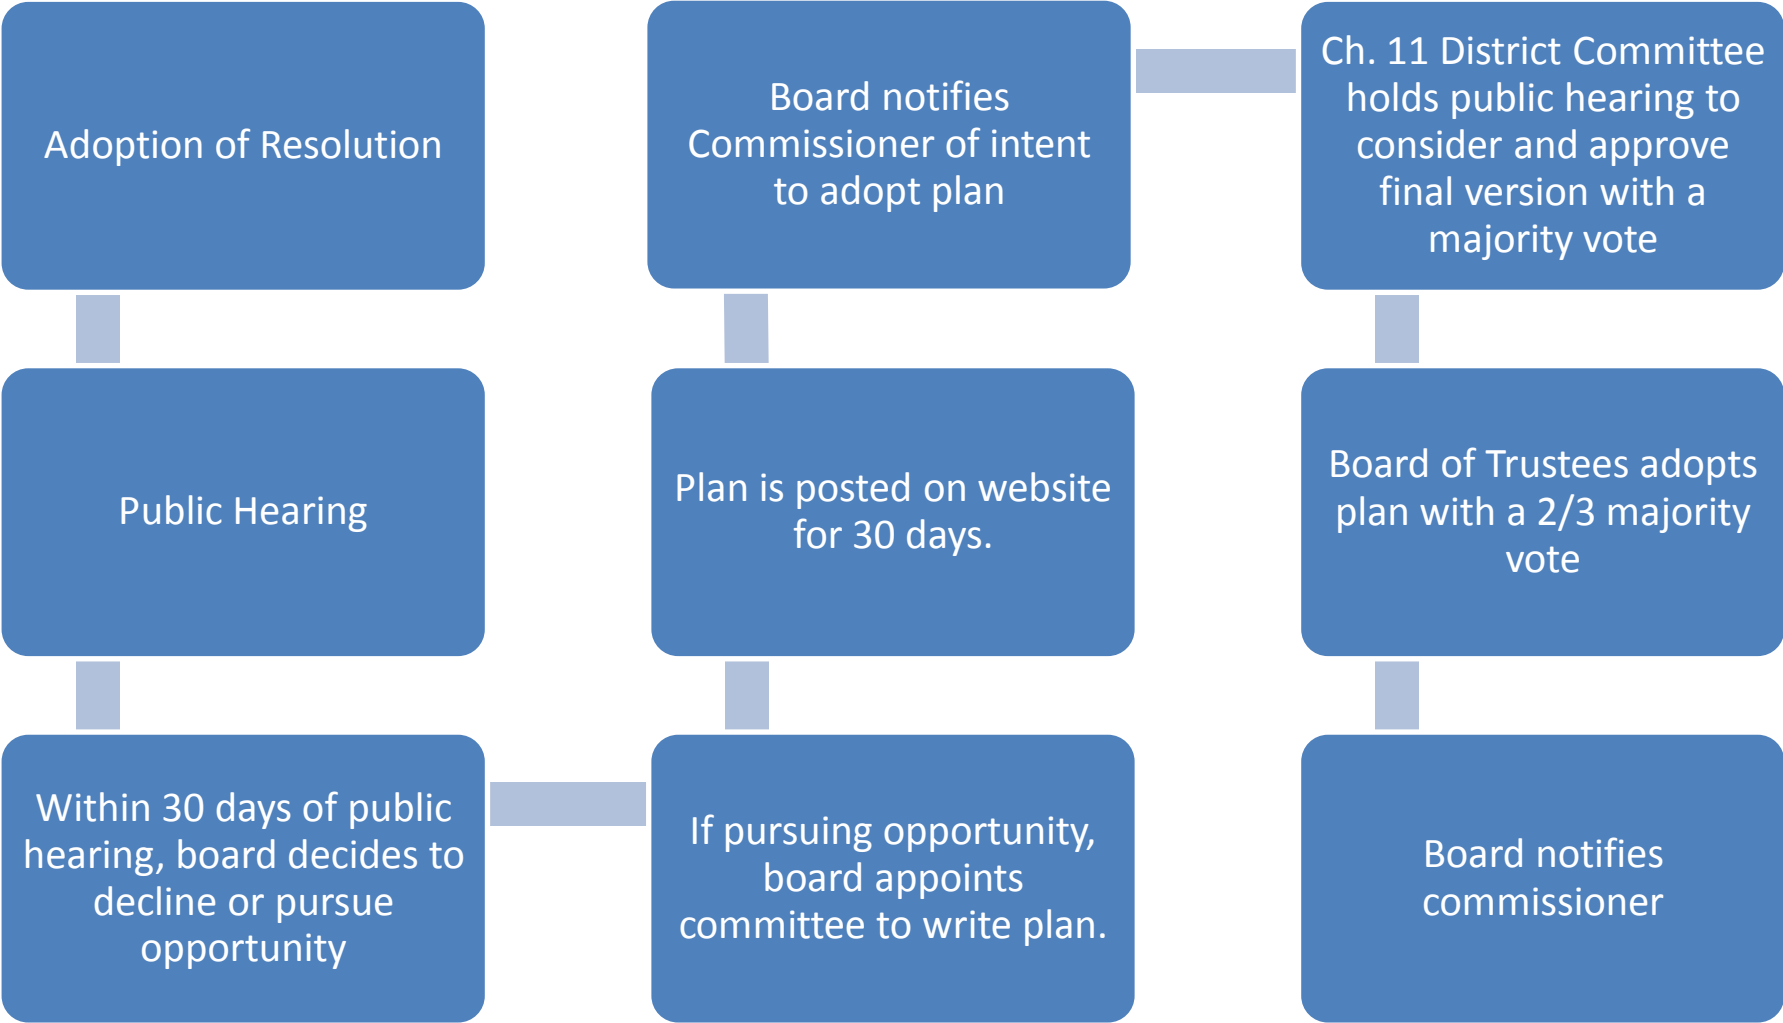 Adoption of Resolution
Public Hearing
Within 30 days of public
hearing, board decides to
decline or pursue
opportunity
If pursuing opportunity,
board appoints
committee to write plan.
Plan is posted on website
for 30 days.
Board notifies
Commissioner of intent
to adopt plan
Ch. 11 District Committee
holds public hearing to
consider and approve
final version with a
majority vote
Board of Trustees adopts
plan with a 2/3 majority
vote
Board notifies
commissioner